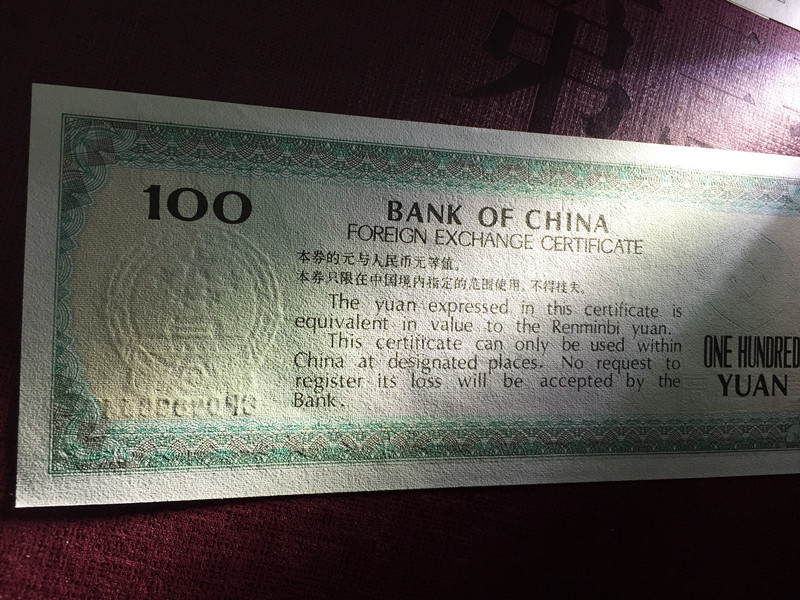 100
BANK OF CHINA
FOREIGN EXCHANGE CERTIFICATE
本券的元与人民币元等值。
本券只限在中国境内指定的范围使用,不得挂失。
The yuan expressed in this certificate is
equivalent in value to the Renminbi yuan.
This certificate can only be used within
China at designated places. No request to
register its loss will be accepted by the
Bank.
ONE HUNDRED
YUAN